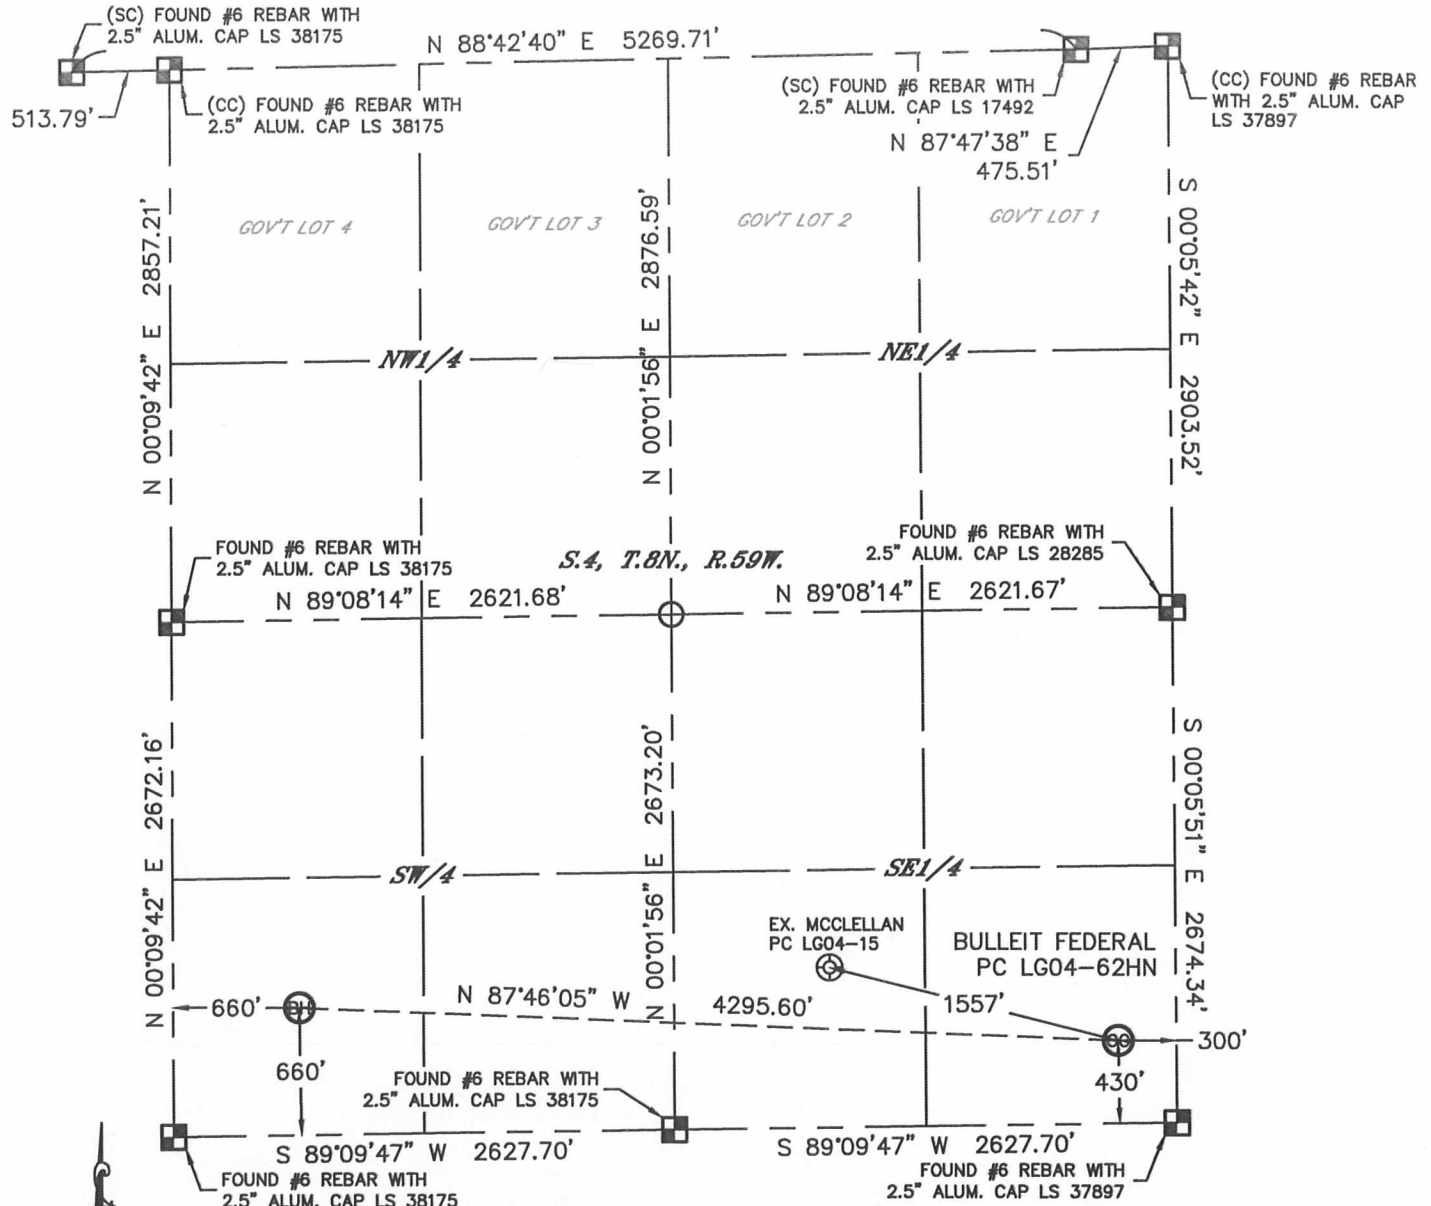 (SC) FOUND #6 REBAR WITH
2.5" ALUM. CAP LS 38175
N 88°42'40" E 5269.71'
513.79'
(CC) FOUND #6 REBAR WITH
2.5" ALUM. CAP LS 38175
(SC) FOUND #6 REBAR WITH
2.5" ALUM. CAP LS 17492
(CC) FOUND #6 REBAR
WITH 2.5" ALUM. CAP
LS 37897
N 87°47'38" E
475.51'
GOV'T LOT 4
GOV'T LOT 3
GOV'T LOT 2
GOV'T LOT 1
N 00°09'42" E 2857.21'
N 00°01'56" E 2876.59'
S 00°05'42" E 2903.52'
NW1/4
NE1/4
FOUND #6 REBAR WITH
2.5" ALUM. CAP LS 38175
S.4, T.8N., R.59W.
FOUND #6 REBAR WITH
2.5" ALUM. CAP LS 28285
N 89°08'14" E 2621.68'
N 89°08'14" E 2621.67'
N 00°09'42" E 2672.16'
N 00°01'56" E 2673.20'
S 00°05'51" E 2674.34'
SW/4
SE1/4
EX. MCCLELLAN
PC LG04-15
BULLEIT FEDERAL
PC LG04-62HN
660'
BH
N 87°46'05" W 4295.60'
1557'
300'
660'
430'
FOUND #6 REBAR WITH
2.5" ALUM. CAP LS 38175
S 89°09'47" W 2627.70'
S 89°09'47" W 2627.70'
FOUND #6 REBAR WITH
2.5" ALUM. CAP LS 38175
FOUND #6 REBAR WITH
2.5" ALUM. CAP LS 37897